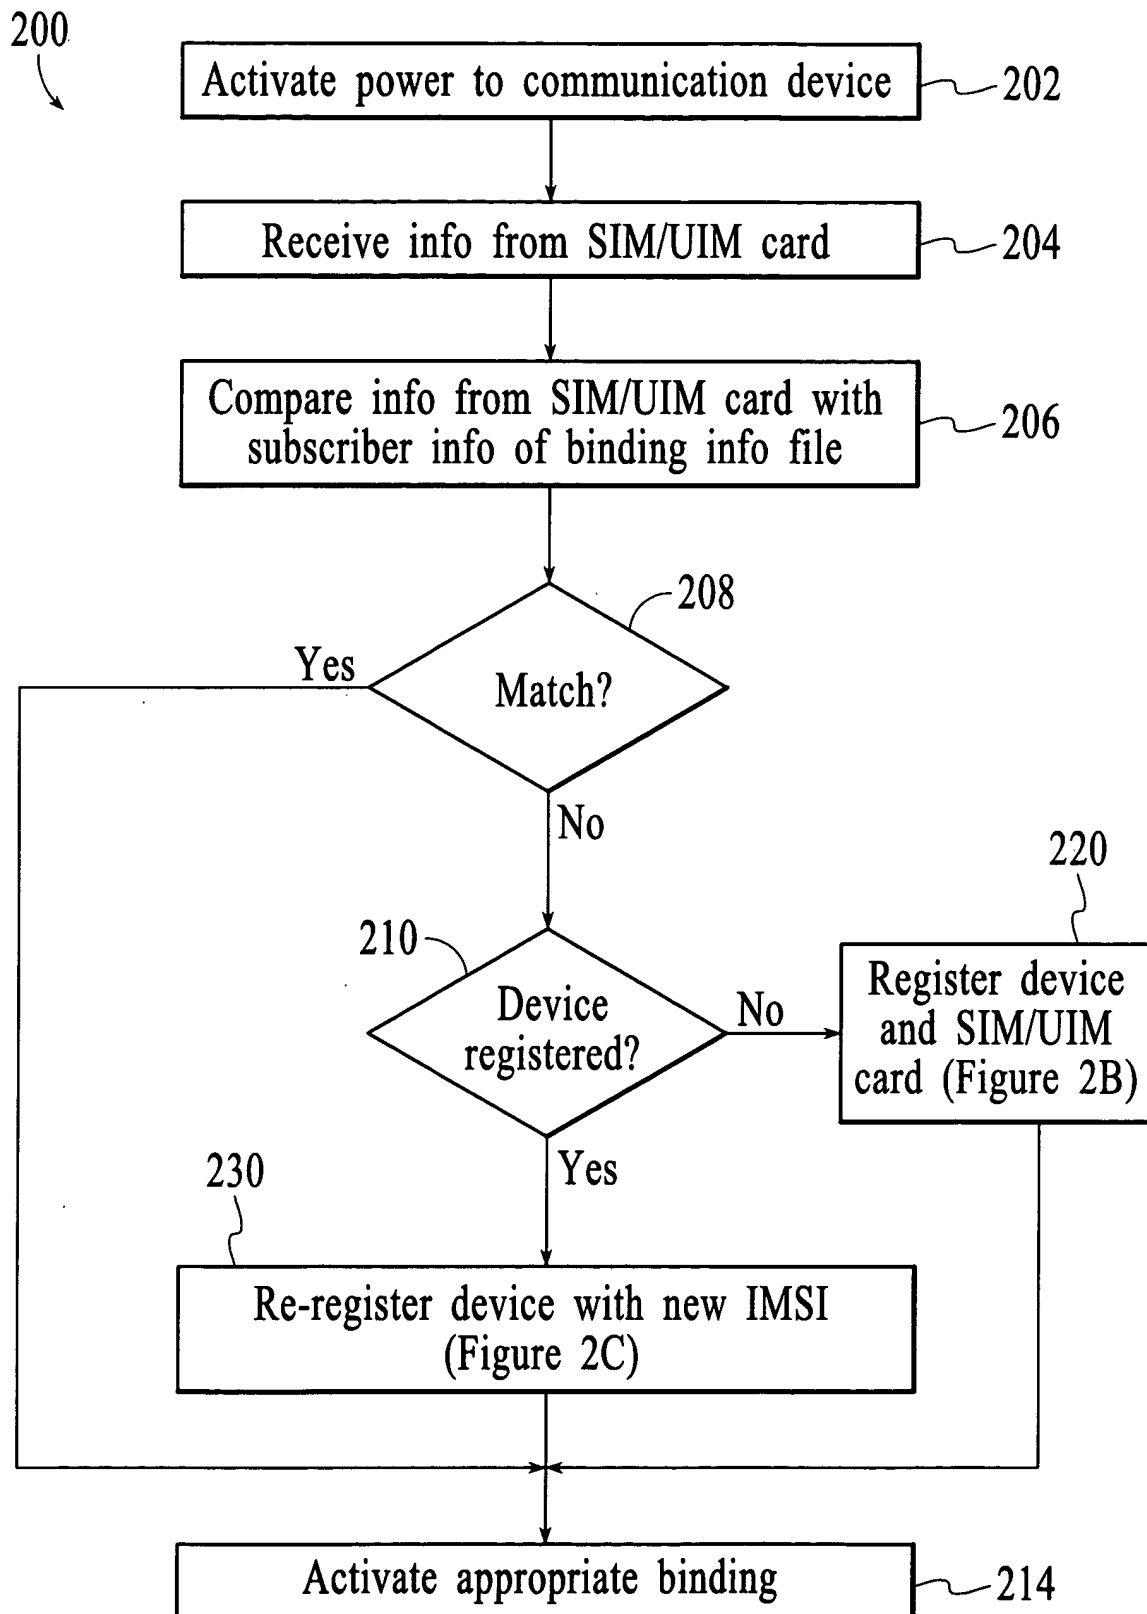 200
Activate power to communication device
202
Receive info from SIM/UIM card
204
Compare info from SIM/UIM card with
subscriber info of binding info file
206
208
Yes
Match?
No
220
210
Device
registered?
No
Register device
and SIM/UIM
card (Figure 2B)
Yes
230
Re-register device with new IMSI
(Figure 2C)
Activate appropriate binding
214